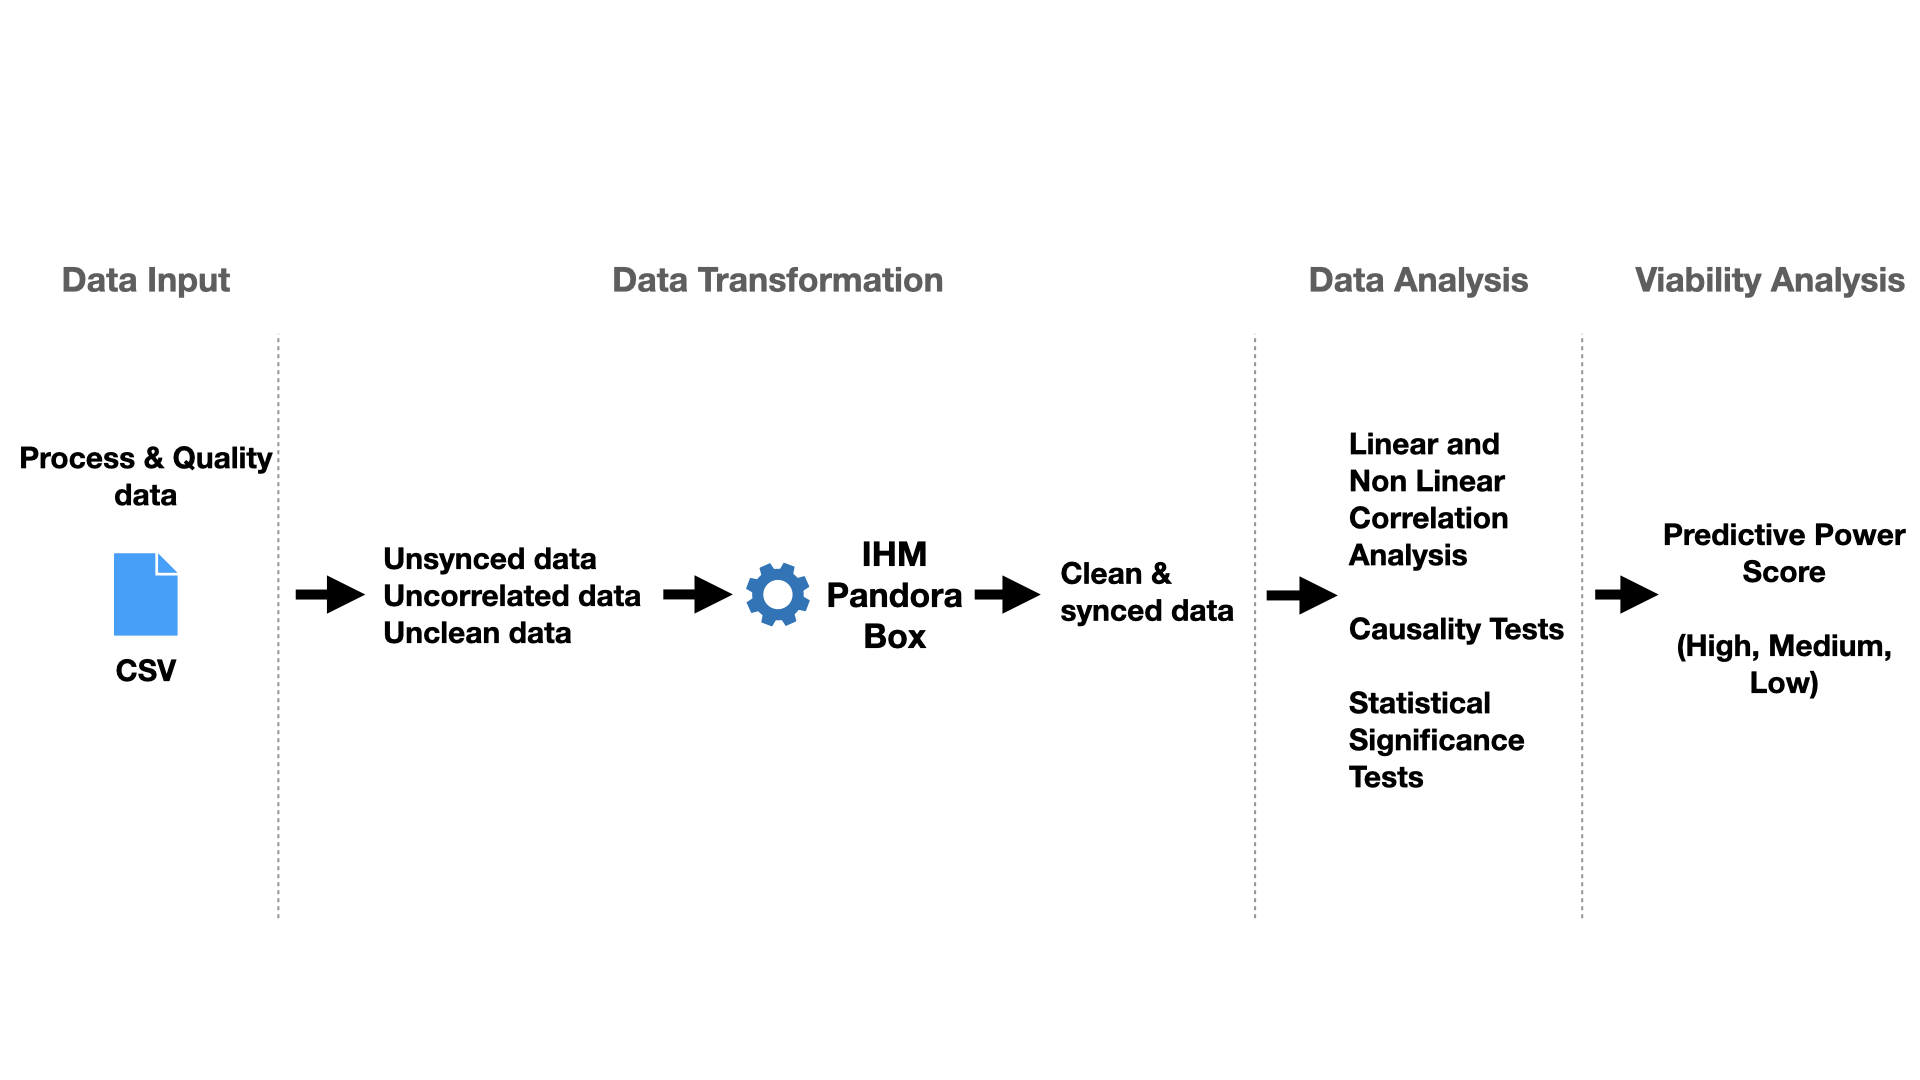 Data Input
Data Transformation
Data Analysis
Viability Analysis
Process & Quality
data
CSV
Unsynced data
Uncorrelated data
Unclean data
IHM
Pandora
Box
Clean &
synced data
Linear and
Non Linear
Correlation
Analysis
Causality Tests
Statistical
Significance
Tests
Predictive Power
Score
(High, Medium,
Low)